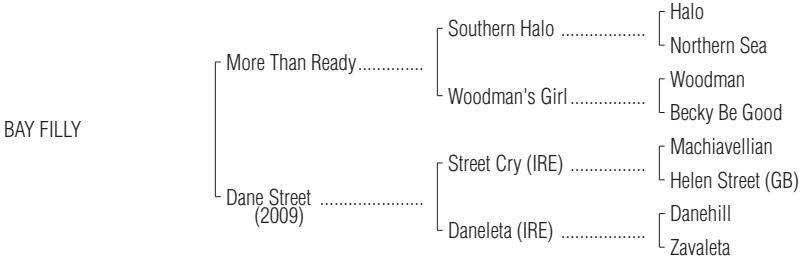 Halo
Southern Halo ...................
Northern Sea
More Than Ready..............
Woodman
Woodman's Girl ................
Becky Be Good
BAY FILLY
Machiavellian
Street Cry (IRE) ................
Helen Street (GB)
Dane Street ......................
(2009)
Danehill
Daneleta (IRE) ..................
Zavaleta